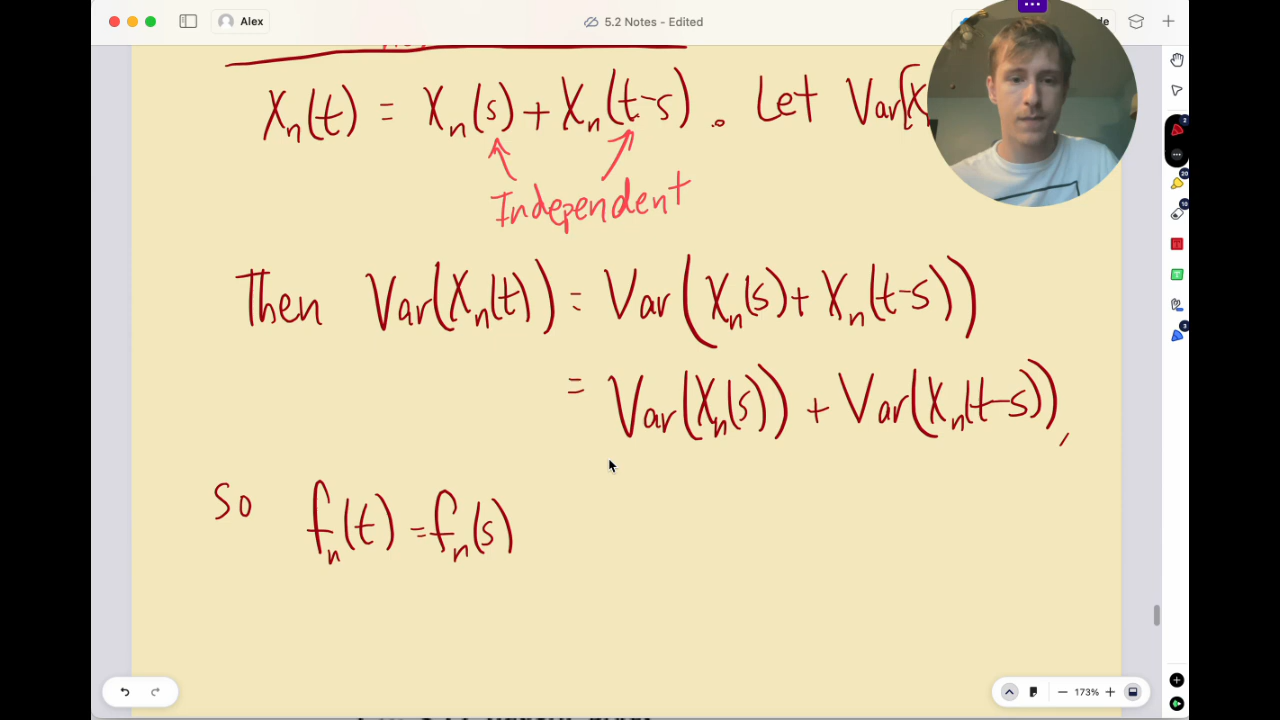 Alex
5.2 Notes - Edited
Xn(t) = Xn(s) + Xn(t-s). Let Var(X
Independent
Then Var(Xn(t)) = Var(Xn(s) + Xn(t-s))
= Var(Xn(s)) + Var(Xn(t-s)),
So fn(t) = fn(s)
173%